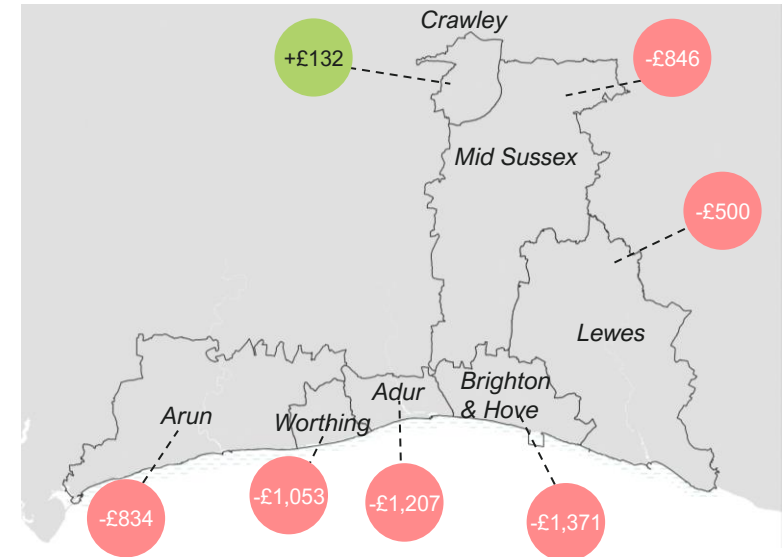 Crawley
+£132
-£846
Mid Sussex
-£500
Lewes
Brighton
& Hove
Adur
Worthing
Arun
-£834
-£1,053
-£1,207
-£1,371